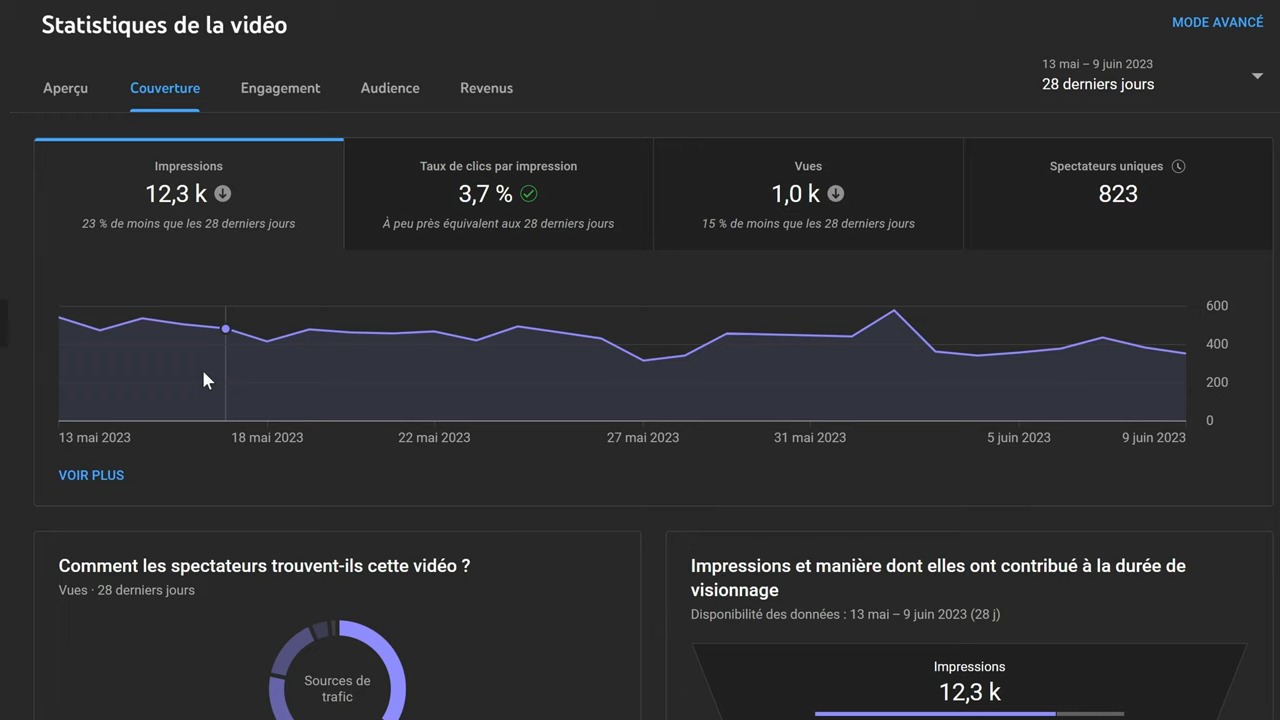 Statistiques de la vidéo
MODE AVANCÉ
13 mai – 9 juin 2023
28 derniers jours
Aperçu
Couverture
Engagement
Audience
Revenus
Impressions
12,3 k
23 % de moins que les 28 derniers jours
Taux de clics par impression
3,7 %
À peu près équivalent aux 28 derniers jours
Vues
1,0 k
15 % de moins que les 28 derniers jours
Spectateurs uniques
823
600
400
200
0
13 mai 2023
18 mai 2023
22 mai 2023
27 mai 2023
31 mai 2023
5 juin 2023
9 juin 2023
VOIR PLUS
Comment les spectateurs trouvent-ils cette vidéo ?
Vues · 28 derniers jours
Sources de
trafic
Impressions et manière dont elles ont contribué à la durée de
visionnage
Disponibilité des données : 13 mai – 9 juin 2023 (28 j)
Impressions
12,3 k